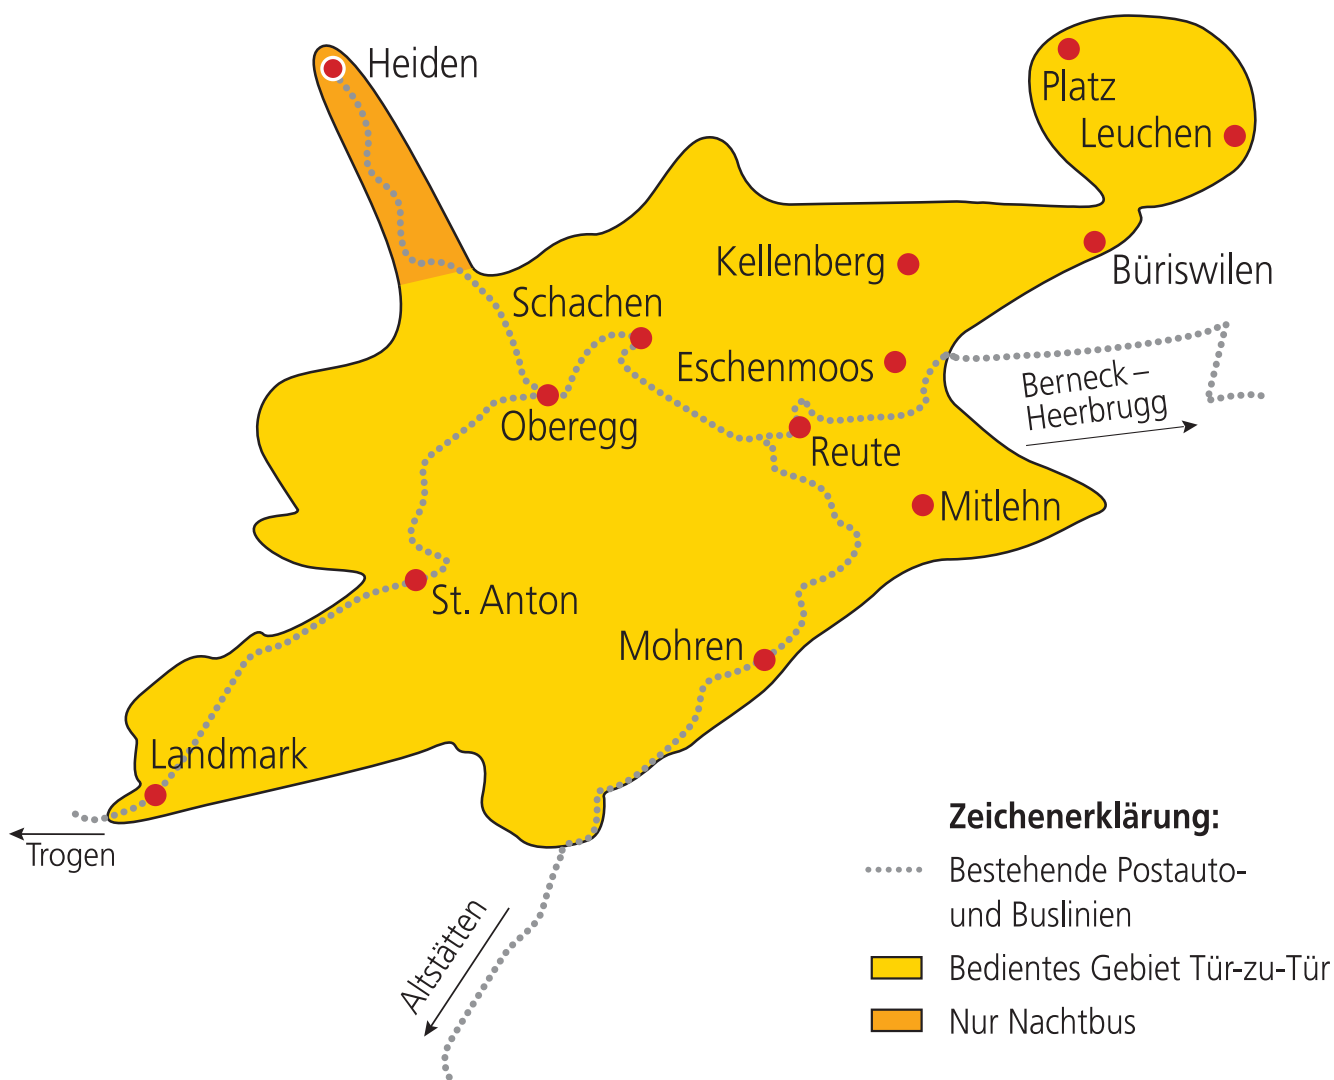 Heiden
Platz
Leuchen
Kellenberg
Büriswilen
Schachen
Eschenmoos
Berneck –
Heerbrugg
Oberegg
Reute
Mitlehn
St. Anton
Mohren
Landmark
Trogen
Altstätten
Zeichenerklärung:
Bestehende Postauto-
und Buslinien
Bedientes Gebiet Tür-zu-Tür
Nur Nachtbus